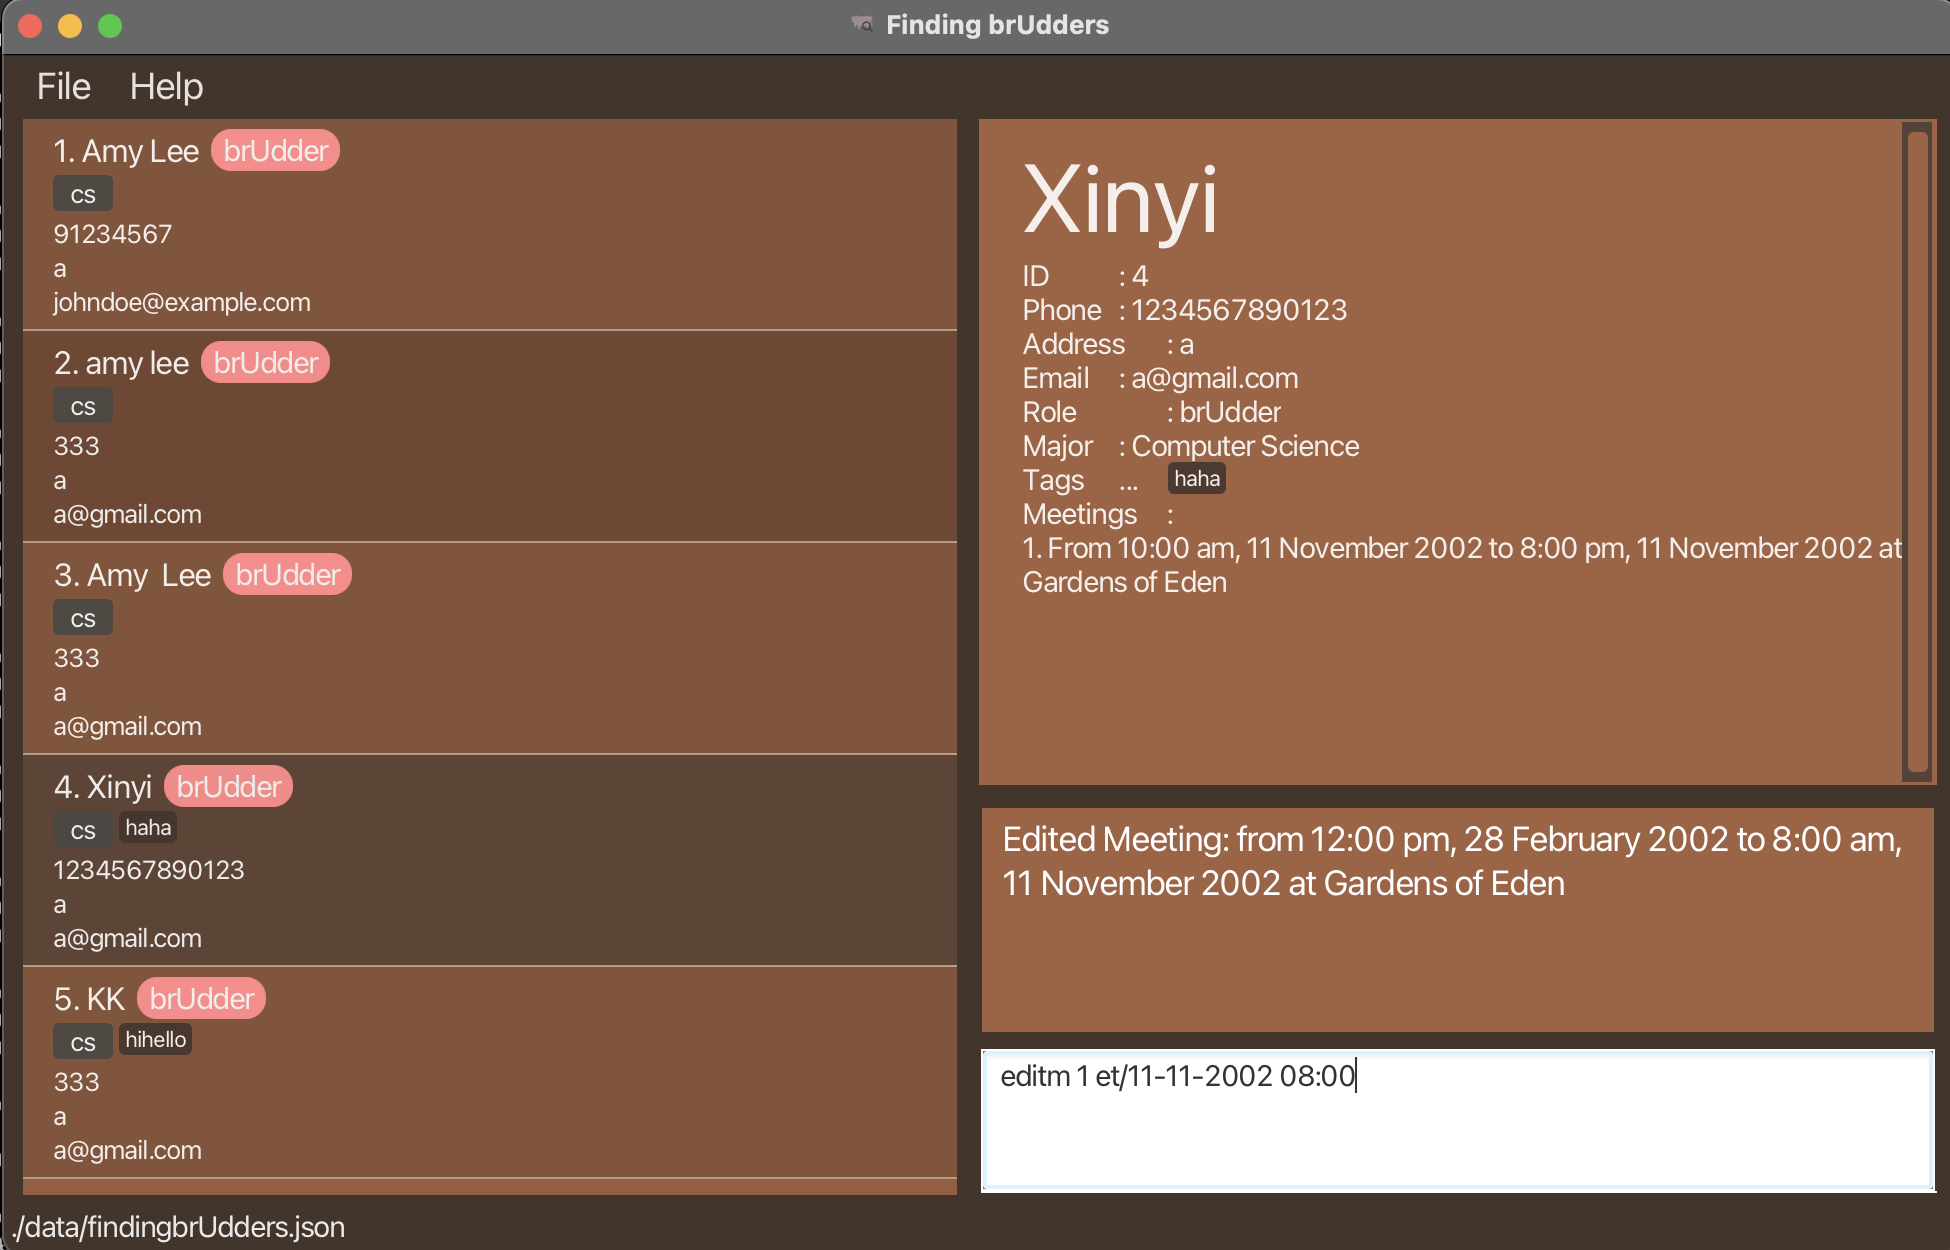 Finding brUdders
File Help
1. Amy Lee brUdder
cs
91234567
a
johndoe@example.com
2. amy lee brUdder
cs
333
a
a@gmail.com
3. Amy  Lee brUdder
cs
333
a
a@gmail.com
4. Xinyi brUdder
cs haha
1234567890123
a
a@gmail.com
5. KK brUdder
cs hihello
333
a
a@gmail.com
Xinyi
ID : 4
Phone : 1234567890123
Address : a
Email : a@gmail.com
Role : brUdder
Major : Computer Science
Tags ... haha
Meetings :
1. From 10:00 am, 11 November 2002 to 8:00 pm, 11 November 2002 at
Gardens of Eden
Edited Meeting: from 12:00 pm, 28 February 2002 to 8:00 am,
11 November 2002 at Gardens of Eden
editm 1 et/11-11-2002 08:00
./data/findingbrUdders.json